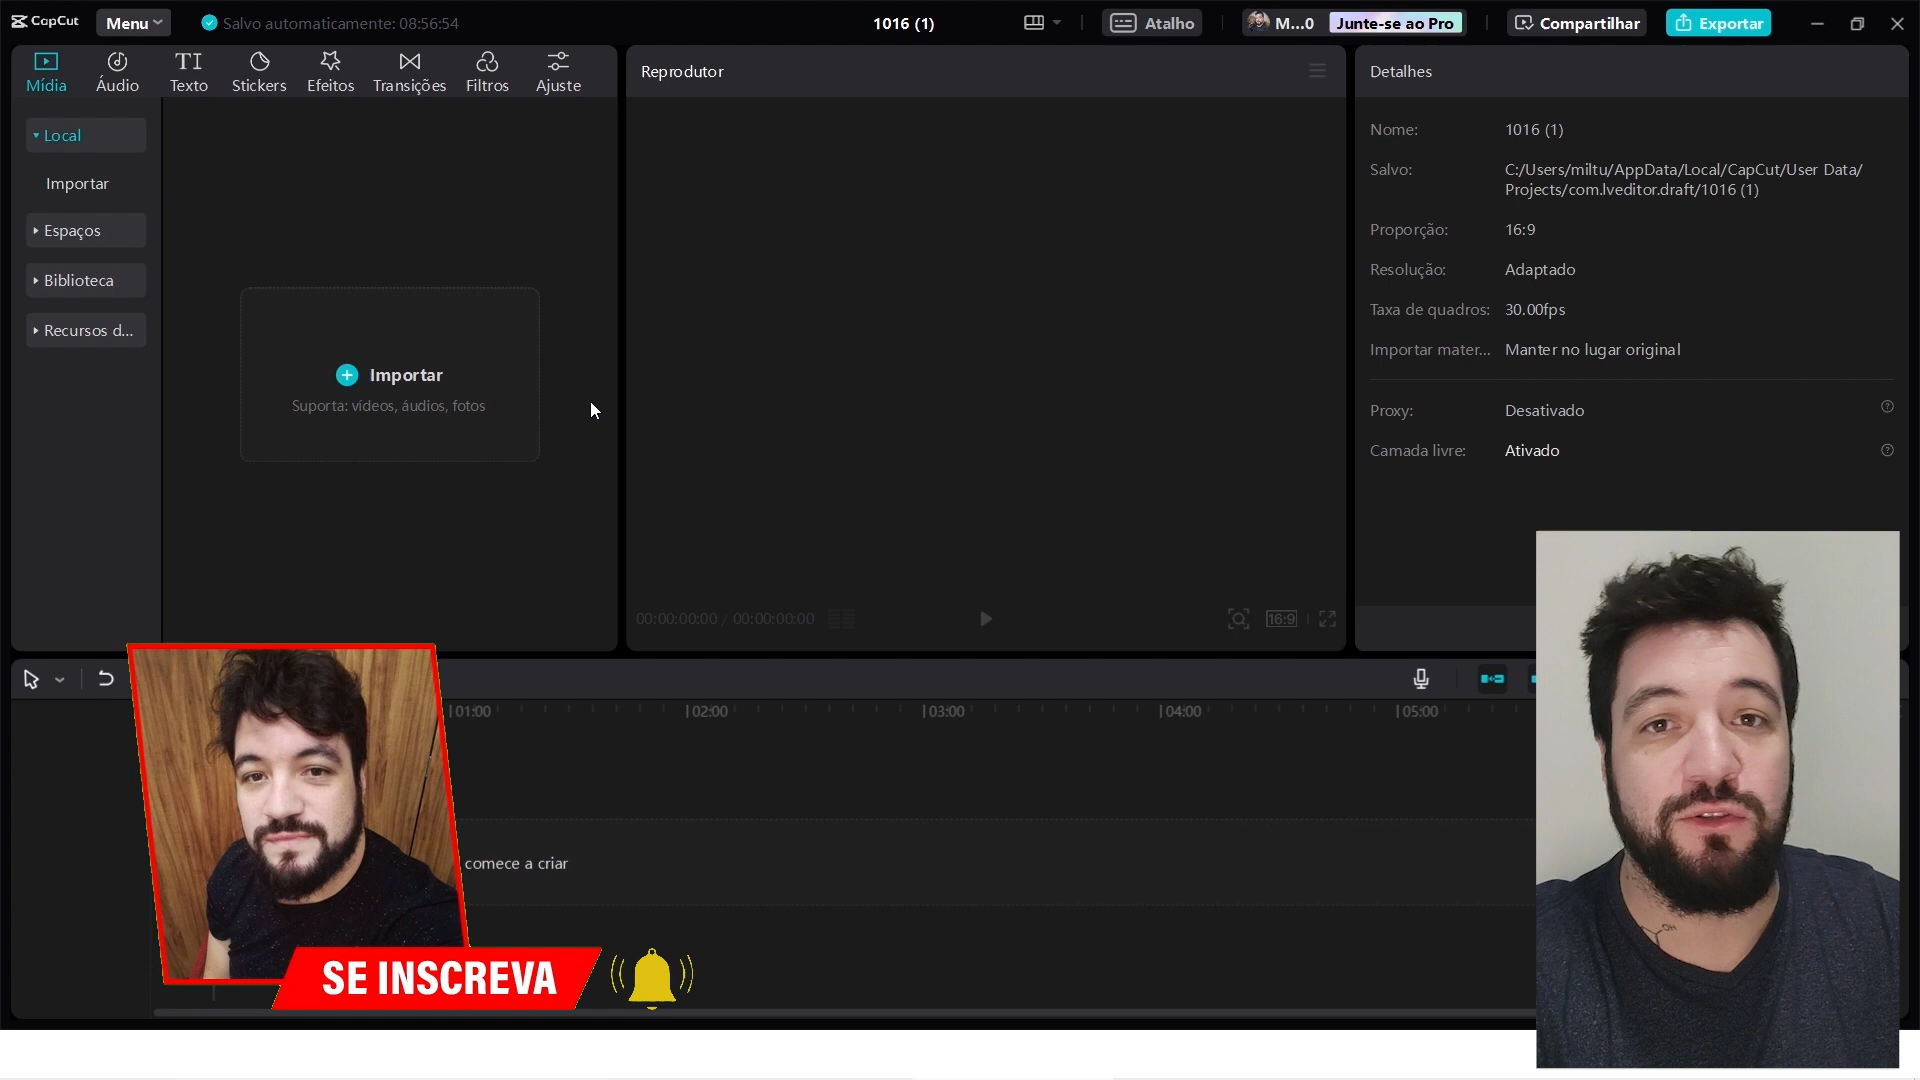 CapCut
Menu
Salvo automaticamente: 08:56:54
1016 (1)
Atalho
M...0
Junte-se ao Pro
Compartilhar
Exportar
Mídia
Áudio
Texto
Stickers
Efeitos
Transições
Filtros
Ajuste
Local
Importar
Espaços
Biblioteca
Recursos d...
Importar
Suporta: vídeos, áudios, fotos
Reprodutor
00:00:00:00 / 00:00:00:00
16:9
Detalhes
Nome: 1016 (1)
Salvo: C:/Users/miltu/AppData/Local/CapCut/User Data/
Projects/com.lveditor.draft/1016 (1)
Proporção: 16:9
Resolução: Adaptado
Taxa de quadros: 30.00fps
Importar mater... Manter no lugar original
Proxy: Desativado
Camada livre: Ativado
01:00
02:00
03:00
04:00
05:00
comece a criar
SE INSCREVA
OH